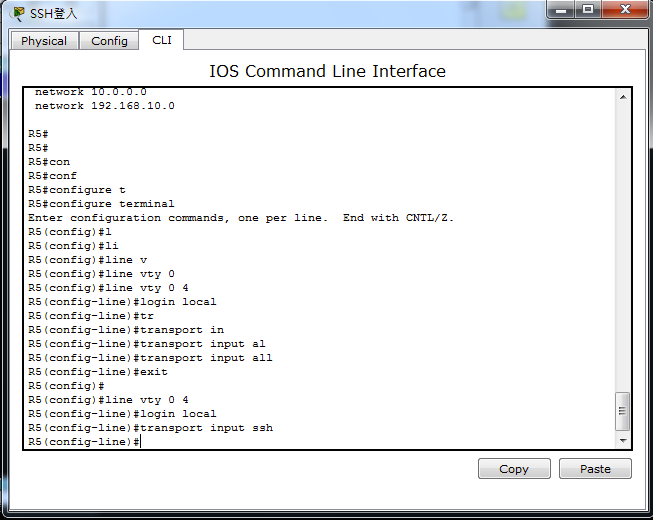 SSH登入
Physical Config CLI
IOS Command Line Interface
network 10.0.0.0
network 192.168.10.0
R5#
R5#
R5#con
R5#conf
R5#configure t
R5#configure terminal
Enter configuration commands, one per line.  End with CNTL/Z.
R5(config)#l
R5(config)#li
R5(config)#line v
R5(config)#line vty 0
R5(config)#line vty 0 4
R5(config-line)#login local
R5(config-line)#tr
R5(config-line)#transport in
R5(config-line)#transport input al
R5(config-line)#transport input all
R5(config-line)#exit
R5(config)#
R5(config)#line vty 0 4
R5(config-line)#login local
R5(config-line)#transport input ssh
R5(config-line)#
Copy Paste